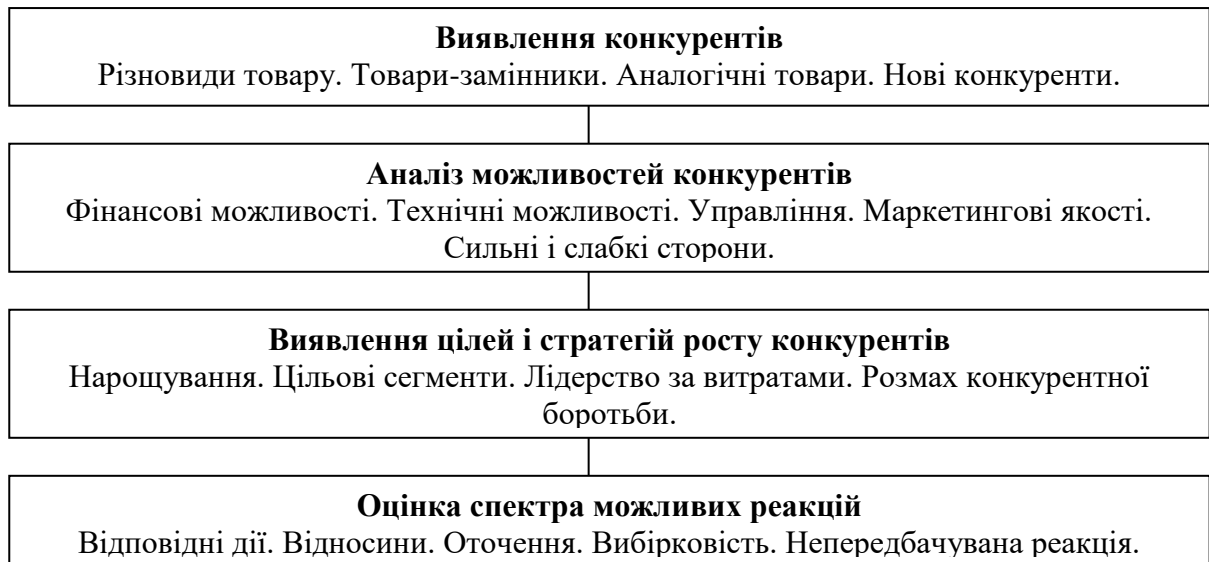 Виявлення конкурентів
Різновиди товару. Товари-замінники. Аналогічні товари. Нові конкуренти.
Аналіз можливостей конкурентів
Фінансові можливості. Технічні можливості. Управління. Маркетингові якості.
Сильні і слабкі сторони.
Виявлення цілей і стратегій росту конкурентів
Нарощування. Цільові сегменти. Лідерство за витратами. Розмах конкурентної
боротьби.
Оцінка спектра можливих реакцій
Відповідні дії. Відносини. Оточення. Вибірковість. Непередбачувана реакція.